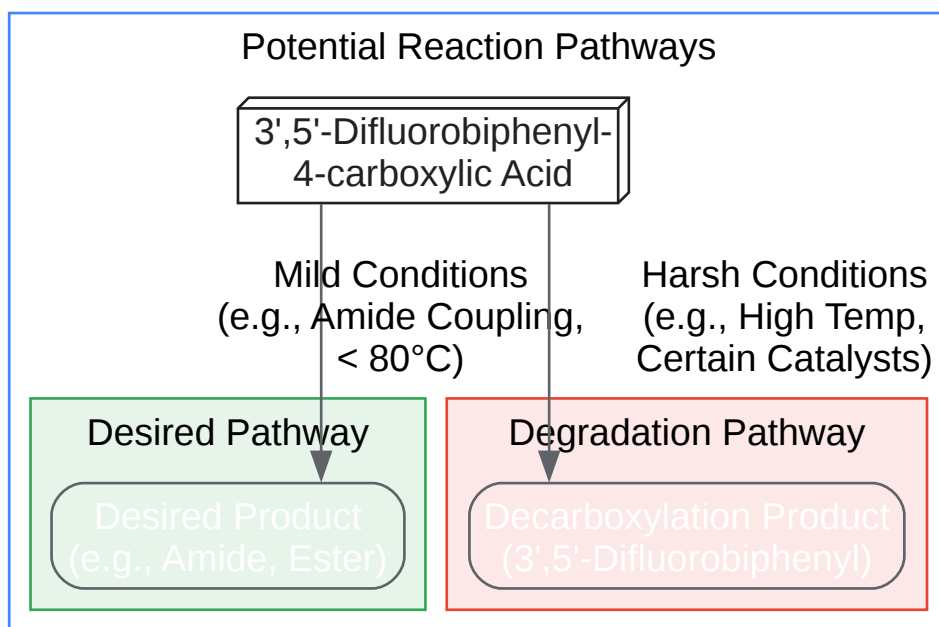 Potential Reaction Pathways
3',5'-Difluorobiphenyl-
4-carboxylic Acid
Mild Conditions
(e.g., Amide Coupling,
< 80°C)
Harsh Conditions
(e.g., High Temp,
Certain Catalysts)
Desired Pathway
Desired Product
(e.g., Amide, Ester)
Degradation Pathway
Decarboxylation Product
(3',5'-Difluorobiphenyl)